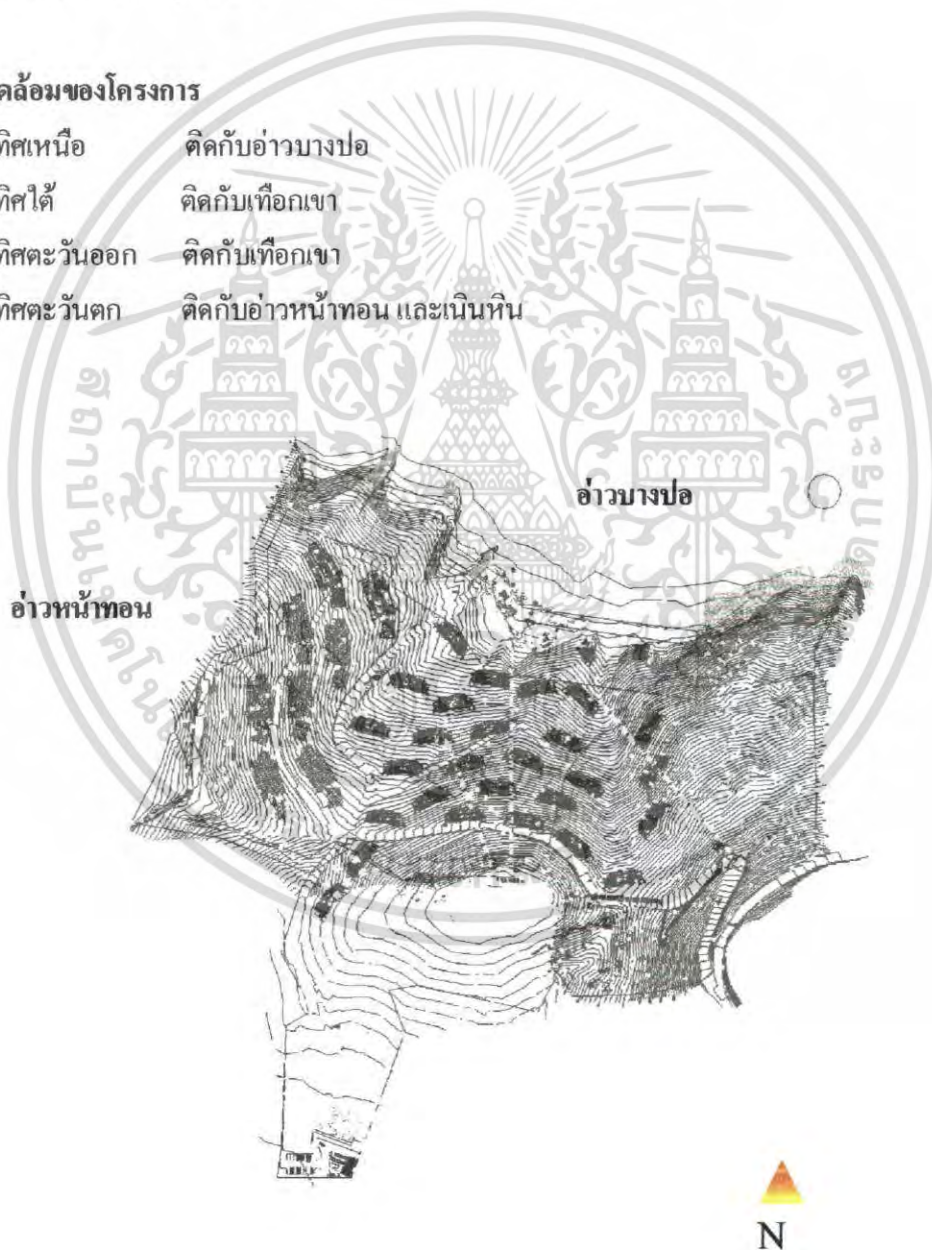 ดล้อมของโครงการ
ทิศเหนือ ติดกับอ่าวบางปอ
ทิศใต้ ติดกับเทือกเขา
ทิศตะวันออก ติดกับเทือกเขา
ทิศตะวันตก ติดกับอ่าวหน้าทอน และเนินหิน
อ่าวบางปอ
อ่าวหน้าทอน
N